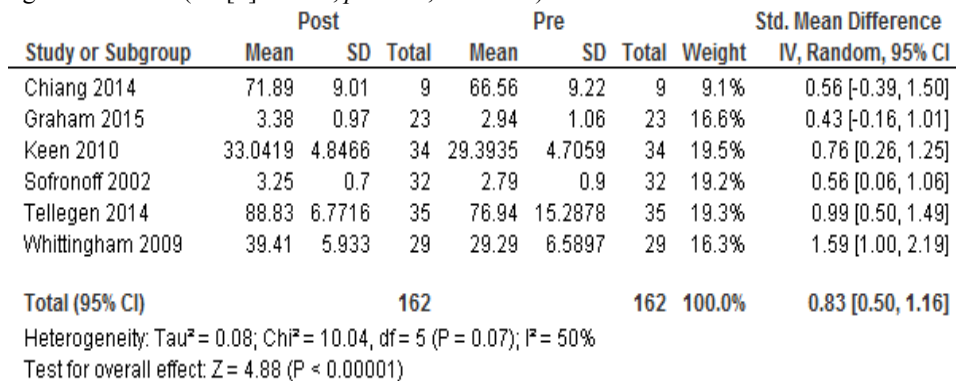 Post Pre Std. Mean Difference
Study or Subgroup Mean SD Total Mean SD Total Weight IV, Random, 95% CI
Chiang 2014 71.89 9.01 9 66.56 9.22 9 9.1% 0.56 [-0.39, 1.50]
Graham 2015 3.38 0.97 23 2.94 1.06 23 16.6% 0.43 [-0.16, 1.01]
Keen 2010 33.0419 4.8466 34 29.3935 4.7059 34 19.5% 0.76 [0.26, 1.25]
Sofronoff 2002 3.25 0.7 32 2.79 0.9 32 19.2% 0.56 [0.06, 1.06]
Tellegen 2014 88.83 6.7716 35 76.94 15.2878 35 19.3% 0.99 [0.50, 1.49]
Whittingham 2009 39.41 5.933 29 29.29 6.5897 29 16.3% 1.59 [1.00, 2.19]
Total (95% CI) 162 162 100.0% 0.83 [0.50, 1.16]
Heterogeneity: Tau² = 0.08; Chi² = 10.04, df = 5 (P = 0.07); I² = 50%
Test for overall effect: Z = 4.88 (P < 0.00001)